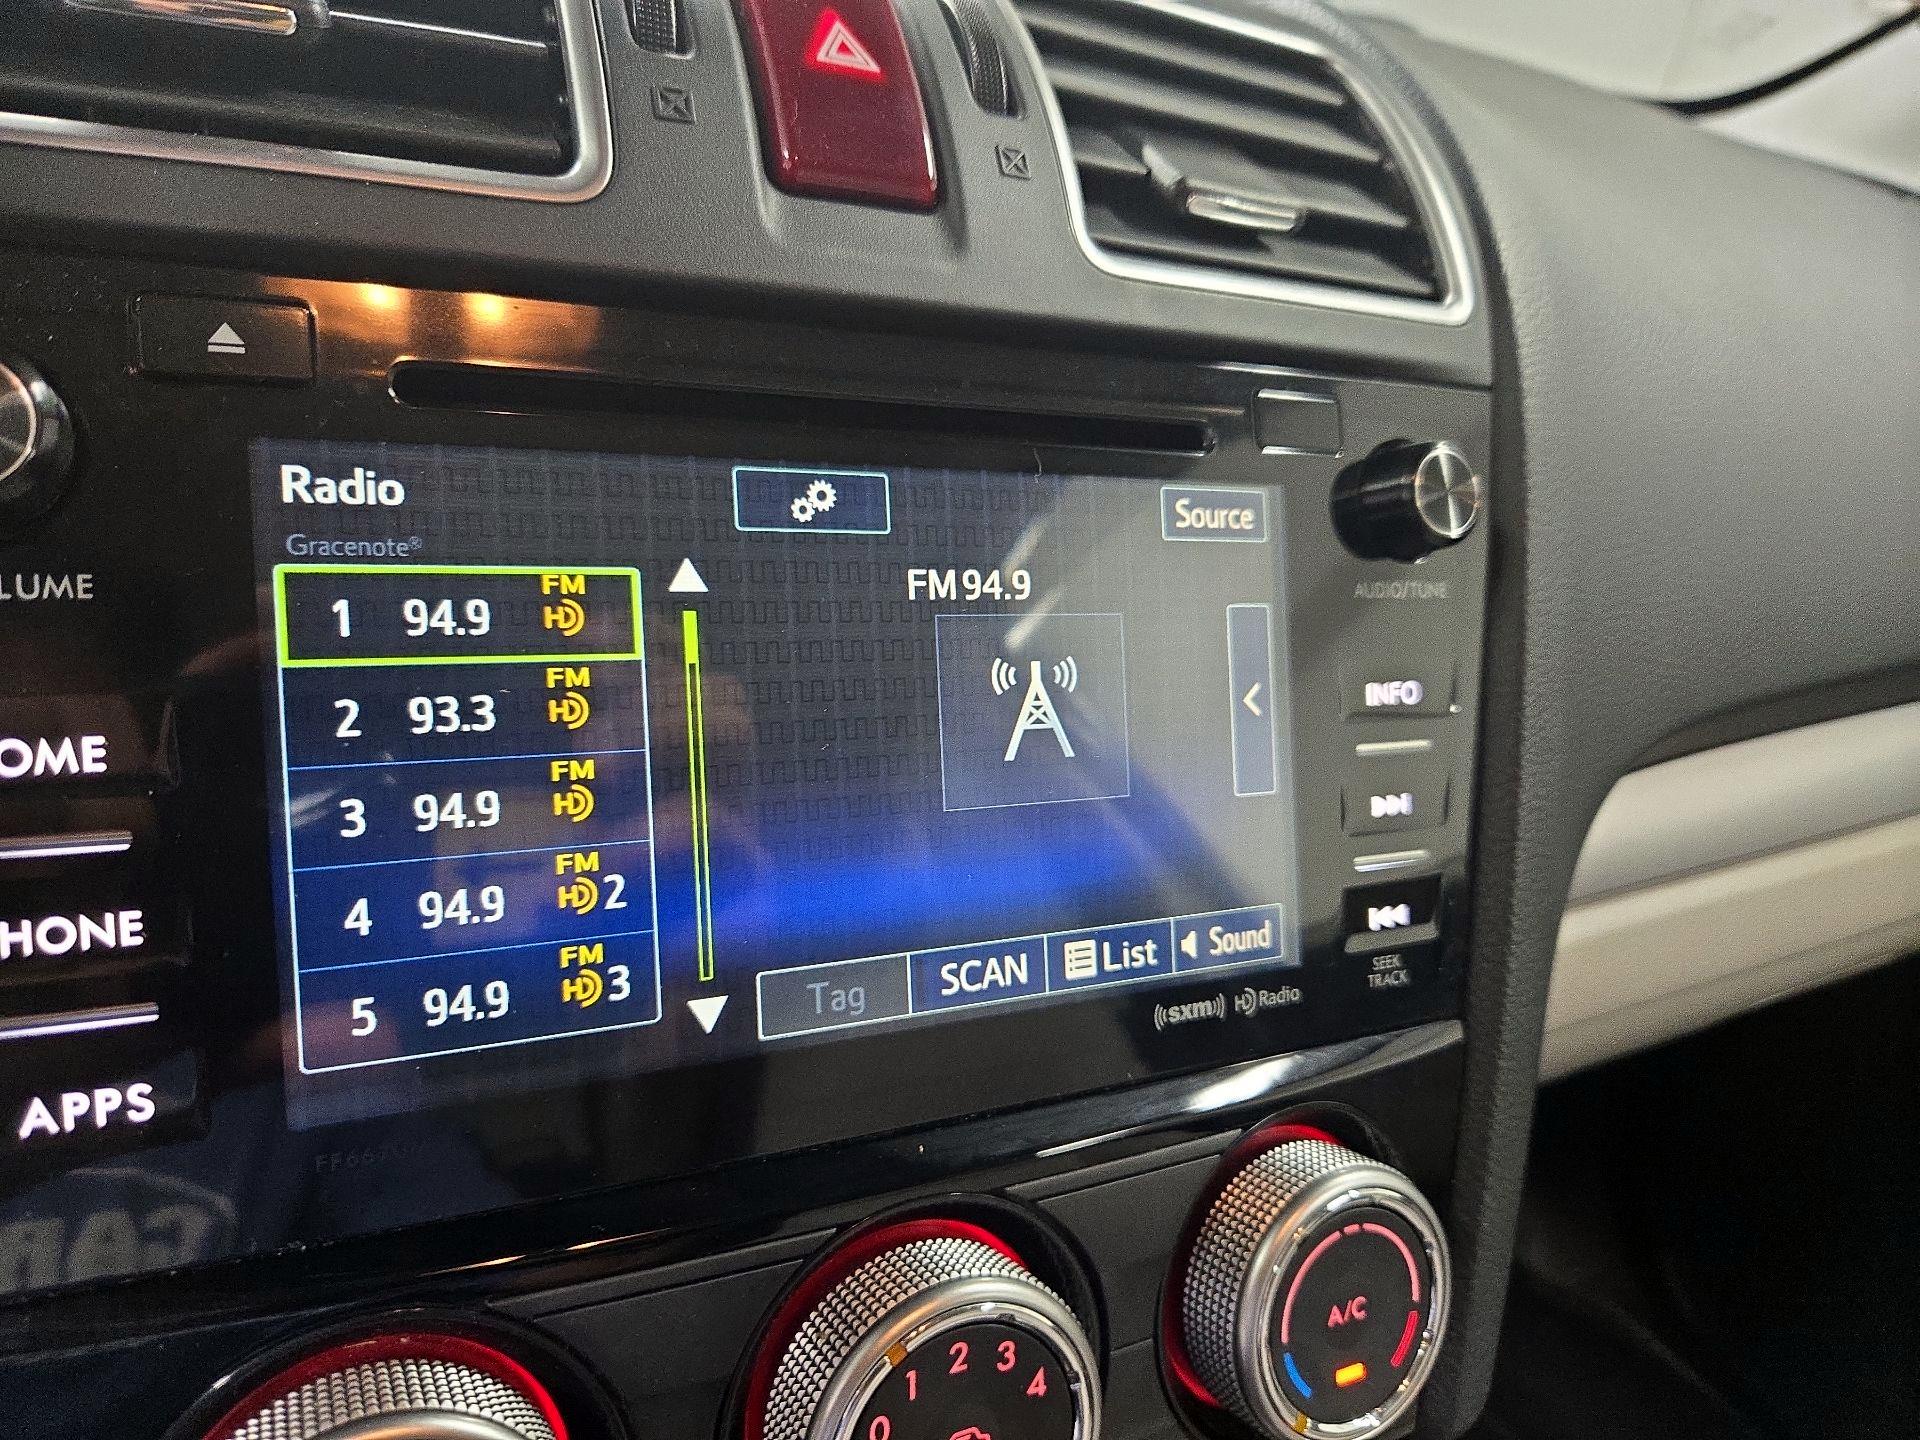 LUME
OME
HONE
APPS
Radio
Gracenote®
1 94.9 FM HD
2 93.3 FM HD
3 94.9 FM HD
4 94.9 FM HD 2
5 94.9 FM HD 3
Source
FM 94.9
Tag
SCAN
List
Sound
((sxm)) HD Radio
AUDIO/TUNE
INFO
SEEK
TRACK
0 1 2 3 4
A/C